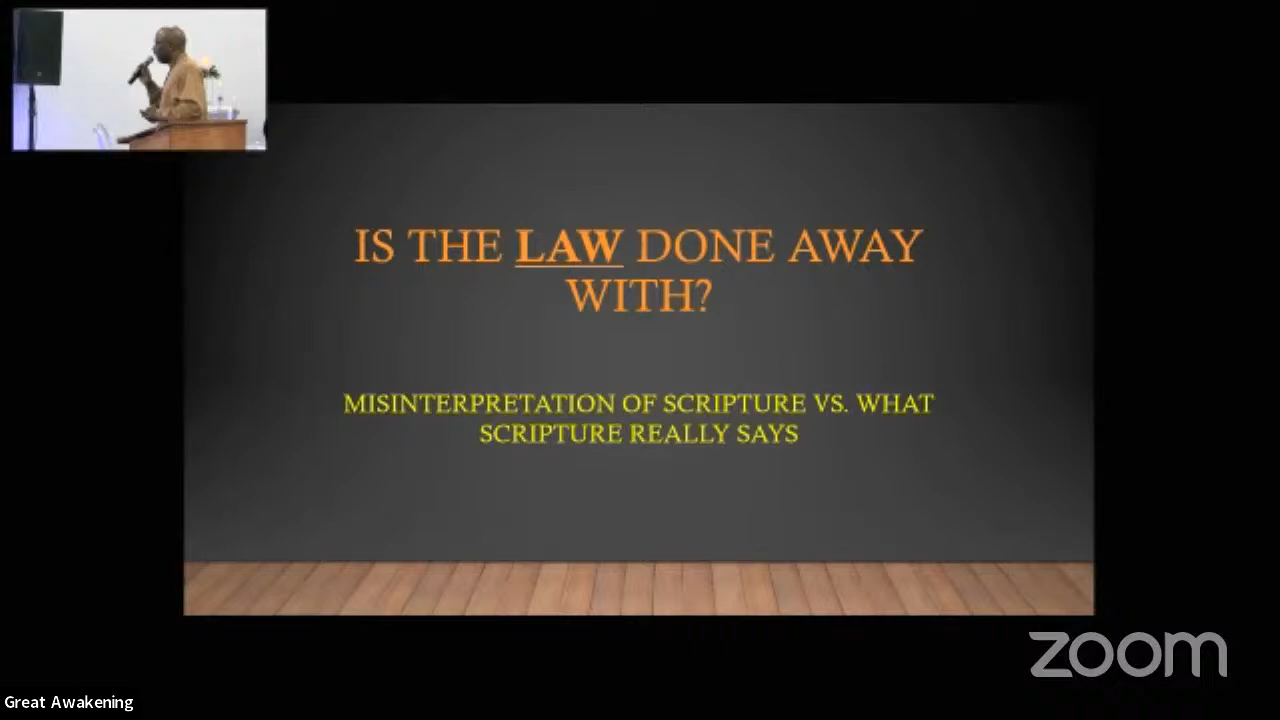 IS THE LAW DONE AWAY
WITH?
MISINTERPRETATION OF SCRIPTURE VS. WHAT
SCRIPTURE REALLY SAYS
zoom
Great Awakening